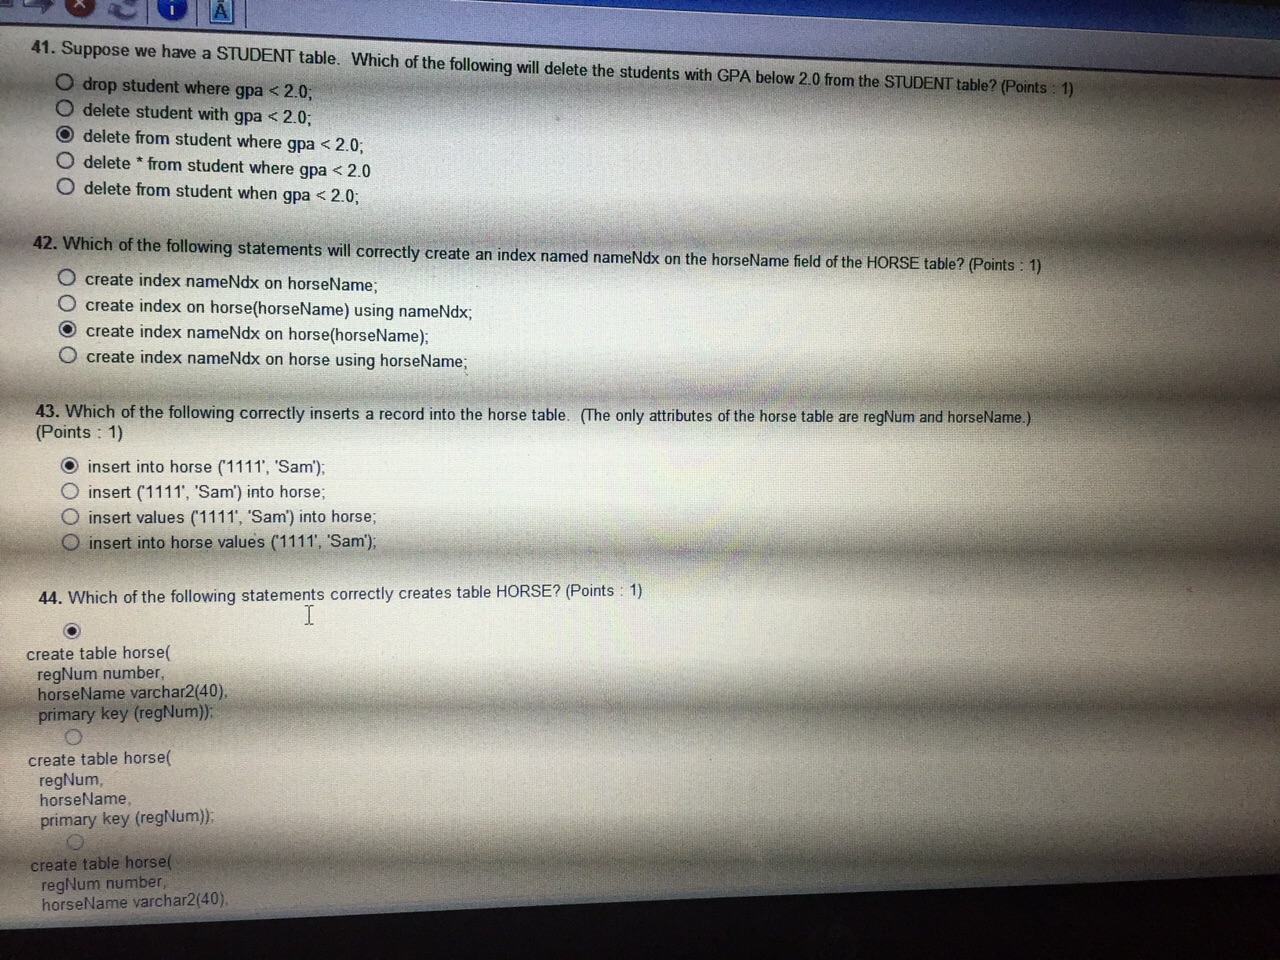 41. Suppose we have a STUDENT table. Which of the following will delete the students with GPA below 2.0 from the STUDENT table? (Points : 1)
drop student where gpa < 2.0;
delete student with gpa < 2.0;
delete from student where gpa < 2.0;
delete * from student where gpa < 2.0
delete from student when gpa < 2.0;
42. Which of the following statements will correctly create an index named nameNdx on the horseName field of the HORSE table? (Points : 1)
create index nameNdx on horseName;
create index on horse(horseName) using nameNdx;
create index nameNdx on horse(horseName);
create index nameNdx on horse using horseName;
43. Which of the following correctly inserts a record into the horse table. (The only attributes of the horse table are regNum and horseName.)
(Points : 1)
insert into horse ('1111', 'Sam');
insert ('1111', 'Sam') into horse;
insert values ('1111', 'Sam') into horse;
insert into horse values ('1111', 'Sam');
44. Which of the following statements correctly creates table HORSE? (Points : 1)
create table horse(
regNum number,
horseName varchar2(40),
primary key (regNum));
create table horse(
regNum,
horseName,
primary key (regNum));
create table horse(
regNum number,
horseName varchar2(40),